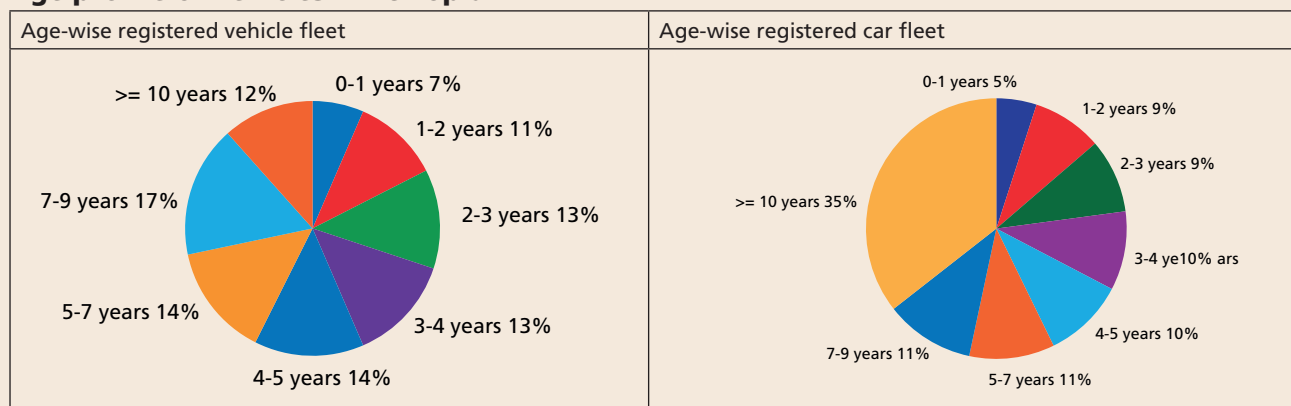 Age-wise registered vehicle fleet
Age-wise registered car fleet
0-1 years 7%
1-2 years 11%
2-3 years 13%
3-4 years 13%
4-5 years 14%
5-7 years 14%
7-9 years 17%
>= 10 years 12%
0-1 years 5%
1-2 years 9%
2-3 years 9%
3-4 ye10% ars
4-5 years 10%
5-7 years 11%
7-9 years 11%
>= 10 years 35%